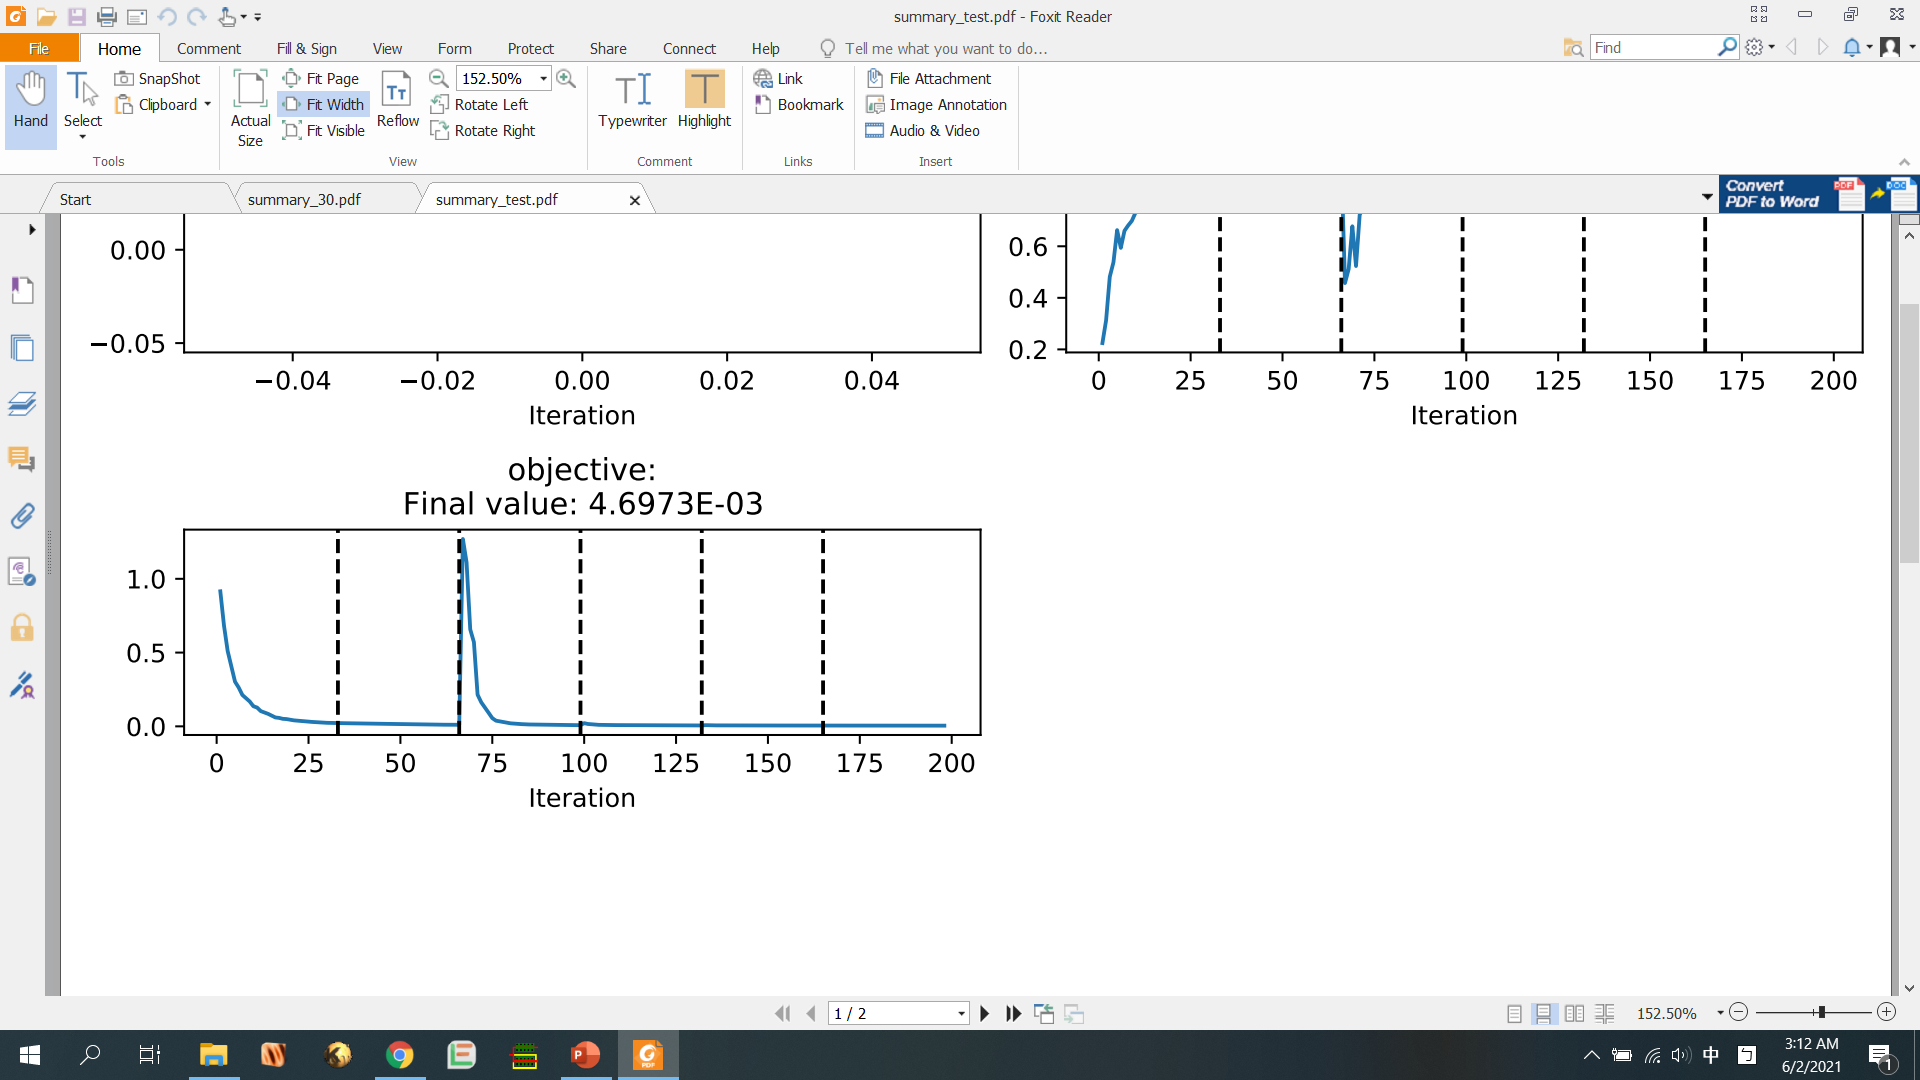 summary_test.pdf - Foxit Reader
File
Home
Comment
Fill & Sign
View
Form
Protect
Share
Connect
Help
Tell me what you want to do...
Find
Hand
Select
SnapShot
Clipboard
Tools
Actual
Size
Fit Page
Fit Width
Fit Visible
Reflow
152.50%
Rotate Left
Rotate Right
View
Typewriter
Highlight
Comment
Link
Bookmark
Links
File Attachment
Image Annotation
Audio & Video
Insert
Start
summary_30.pdf
summary_test.pdf
Convert
PDF to Word
PDF
DOC
0.00
−0.05
−0.04
−0.02
0.00
0.02
0.04
Iteration
0.6
0.4
0.2
0
25
50
75
100
125
150
175
200
Iteration
objective:
Final value: 4.6973E-03
1.0
0.5
0.0
0
25
50
75
100
125
150
175
200
Iteration
1 / 2
152.50%
中
ㄅ
3:12 AM
6/2/2021
1